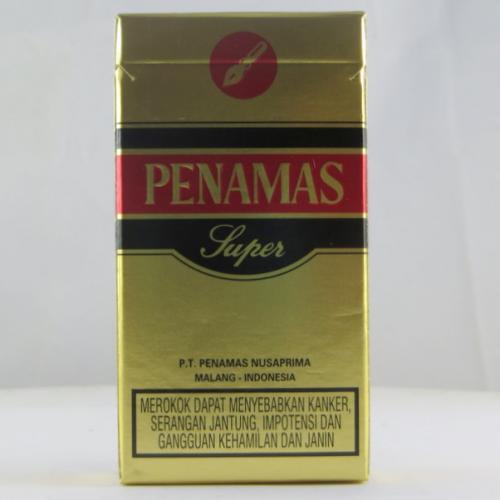 PENAMAS
Super
P.T. PENAMAS NUSAPRIMA
MALANG - INDONESIA
MEROKOK DAPAT MENYEBABKAN KANKER,
SERANGAN JANTUNG, IMPOTENSI DAN
GANGGUAN KEHAMILAN DAN JANIN